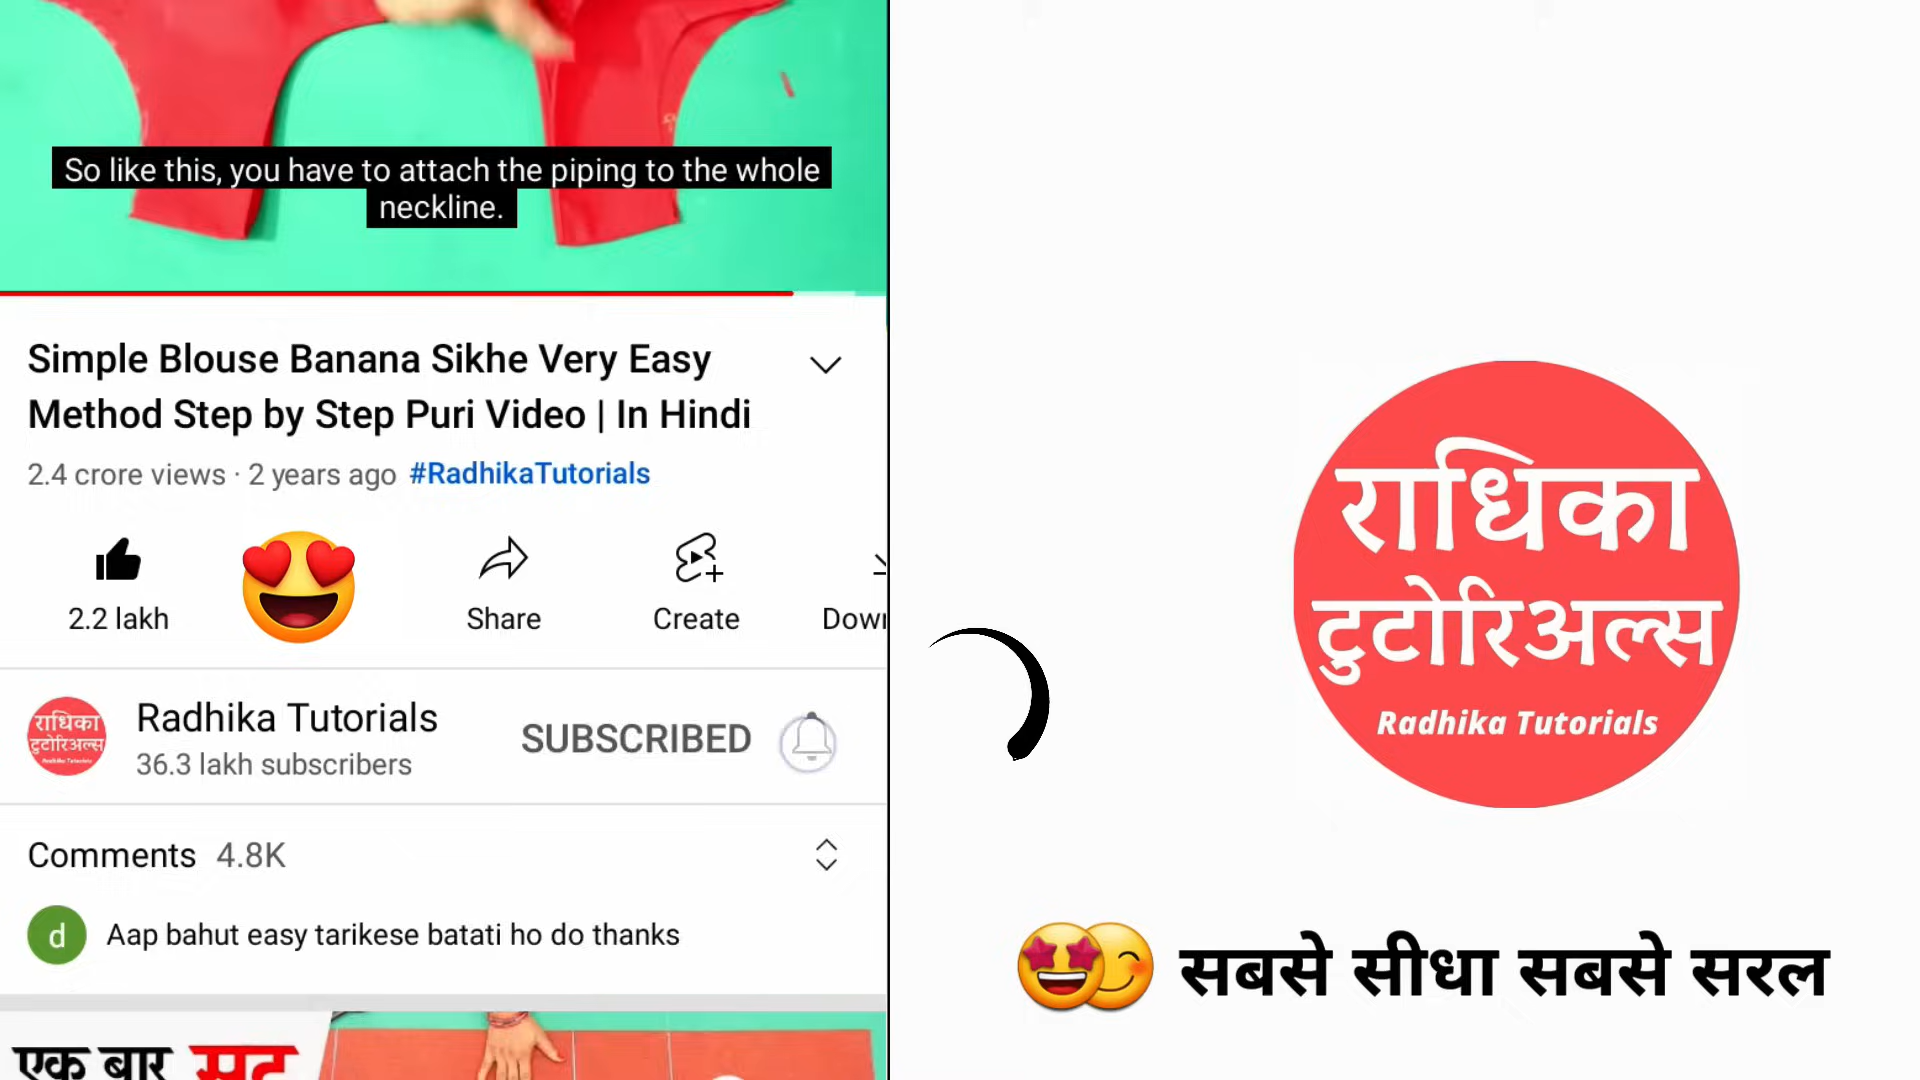 So like this, you have to attach the piping to the whole
neckline.
Simple Blouse Banana Sikhe Very Easy
Method Step by Step Puri Video | In Hindi
2.4 crore views · 2 years ago #RadhikaTutorials
2.2 lakh
Share
Create
राधिका
टुटोरिअल्स
Radhika Tutorials
Radhika Tutorials
36.3 lakh subscribers
SUBSCRIBED
Comments 4.8K
d
Aap bahut easy tarikese batati ho do thanks
एक बार सूट
राधिका
टुटोरिअल्स
Radhika Tutorials
सबसे सीधा सबसे सरल